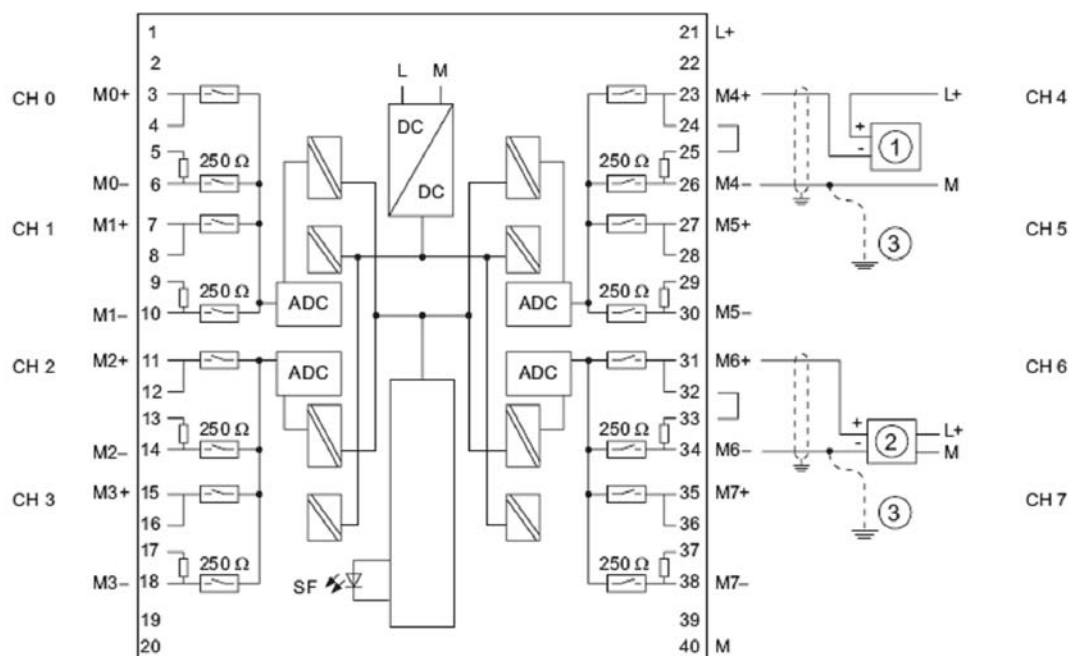 1 21 L+
2 22
L M
CH 0 M0+ 3 23 M4+ L+ CH 4
4 DC 24 +
5 250 Ω 250 Ω 25 - 1
M0– 6 DC 26 M4– M
CH 1 M1+ 7 27 M5+ CH 5
8 28 3
9 250 Ω ADC ADC 250 Ω 29
M1– 10 30 M5–
CH 2 M2+ 11 ADC ADC 31 M6+ CH 6
12 32
13 250 Ω 250 Ω 33 + 2 L+
M2– 14 34 M6– - M
CH 3 M3+ 15 35 M7+ CH 7
16 36 3
17 250 Ω 250 Ω 37
M3– 18 SF 38 M7–
19 39
20 40 M